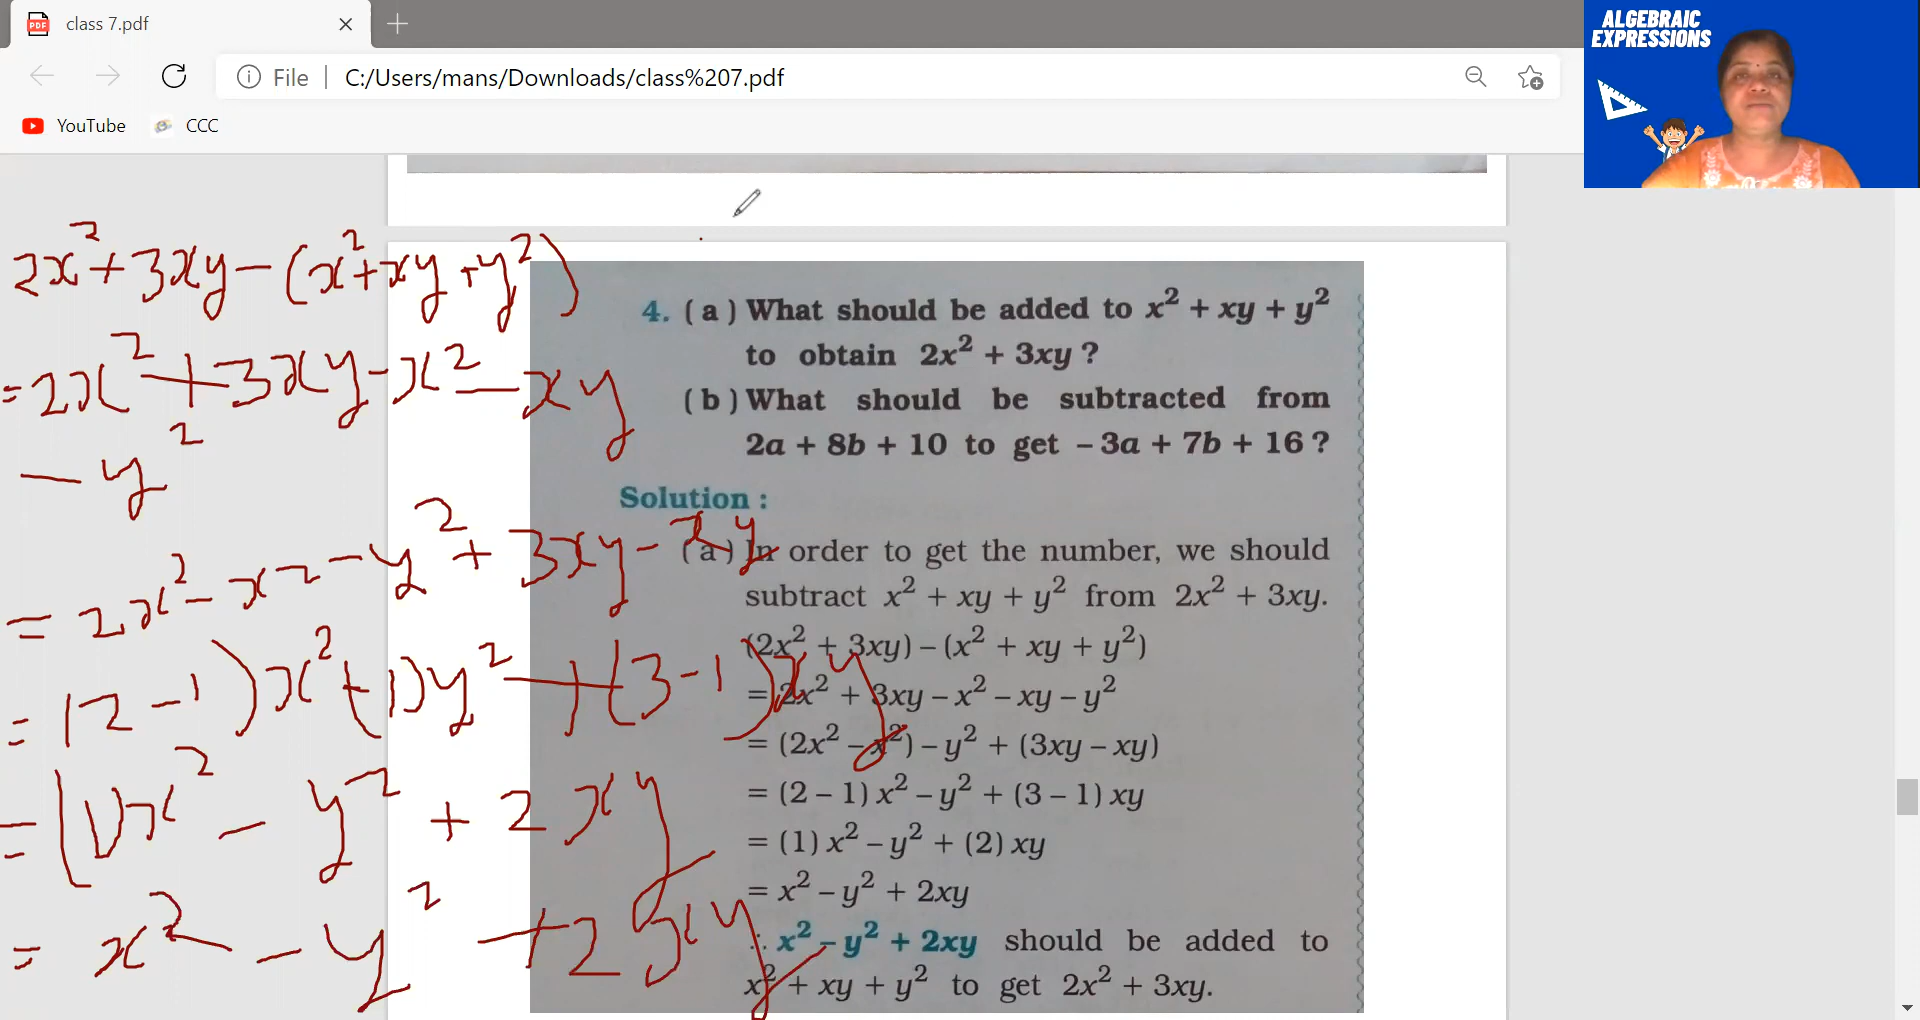 class 7.pdf
File
C:/Users/mans/Downloads/class%207.pdf
YouTube
CCC
ALGEBRAIC
EXPRESSIONS
2x² + 3xy - (x² + xy + y²)
= 2x² + 3xy - x² - xy
- y²
= 2x² - x² - y² + 3xy - xy
= (2 - 1) x² + (1) y² + (3 - 1) xy
= (1) x² - y² + 2xy
= x² - y² + 2xy
4. (a) What should be added to x² + xy + y²
to obtain 2x² + 3xy ?
(b) What should be subtracted from
2a + 8b + 10 to get – 3a + 7b + 16 ?
Solution :
(a) In order to get the number, we should
subtract x² + xy + y² from 2x² + 3xy.
(2x² + 3xy) – (x² + xy + y²)
= 2x² + 3xy – x² – xy – y²
= (2x² – x²) – y² + (3xy – xy)
= (2 – 1) x² – y² + (3 – 1) xy
= (1) x² – y² + (2) xy
= x² – y² + 2xy
∴ x² – y² + 2xy should be added to
x² + xy + y² to get 2x² + 3xy.